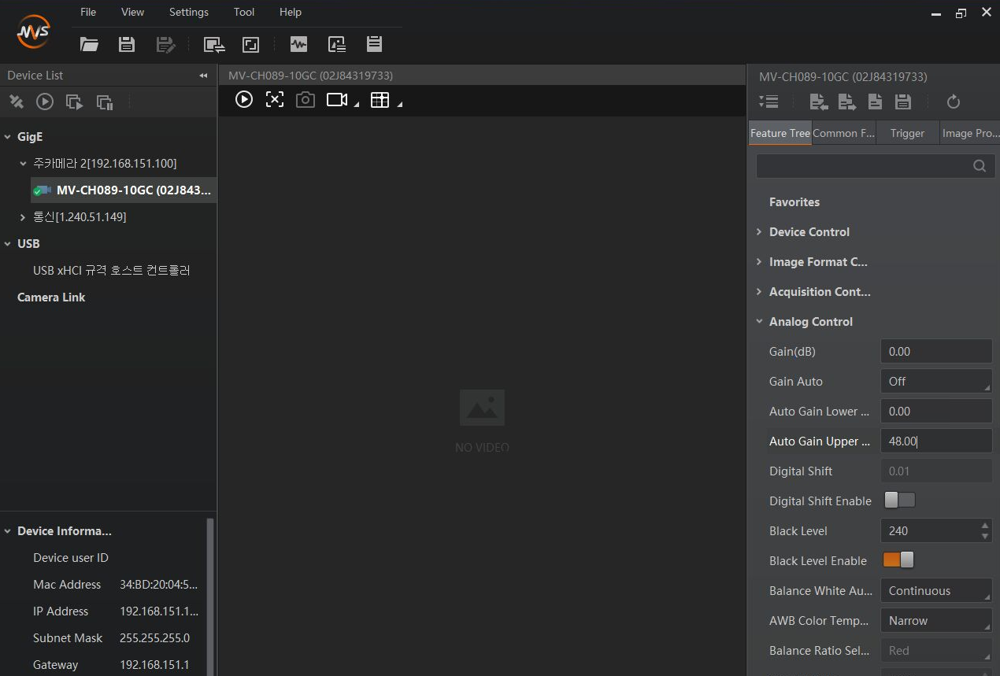 MVS
File View Settings Tool Help
Device List
MV-CH089-10GC (02J84319733)
GigE
주카메라 2[192.168.151.100]
MV-CH089-10GC (02J843...
통신[1.240.51.149]
USB
USB xHCI 규격 호스트 컨트롤러
Camera Link
NO VIDEO
Device Informa...
Device user ID
Mac Address 34:BD:20:04:5...
IP Address 192.168.151.1...
Subnet Mask 255.255.255.0
Gateway 192.168.151.1
MV-CH089-10GC (02J84319733)
Feature Tree Common F... Trigger Image Pro...
Favorites
Device Control
Image Format C...
Acquisition Cont...
Analog Control
Gain(dB) 0.00
Gain Auto Off
Auto Gain Lower ... 0.00
Auto Gain Upper ... 48.00
Digital Shift 0.01
Digital Shift Enable
Black Level 240
Black Level Enable
Balance White Au... Continuous
AWB Color Temp... Narrow
Balance Ratio Sel... Red